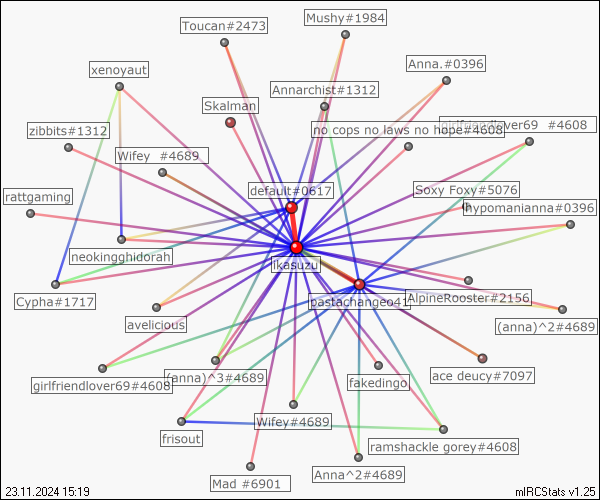 Mushy#1984
Toucan#2473
Anna.#0396
xenoyaut
Annarchist#1312
Skalman
girlfriendlover69 #4608
no cops no laws no hope#4608
zibbits#1312
Wifey #4689
default#0617
Soxy Foxy#5076
rattgaming
hypomanianna#0396
neokingghidorah
ikasuzu
Cypha#1717
pastachangeo41
AlpineRooster#2156
avelicious
(anna)^2#4689
girlfriendlover69#4608
(anna)^3#4689
fakedingo
ace deucy#7097
Wifey#4689
frisout
ramshackle gorey#4608
Mad #6901
Anna^2#4689
23.11.2024 15:19
mIRCStats v1.25